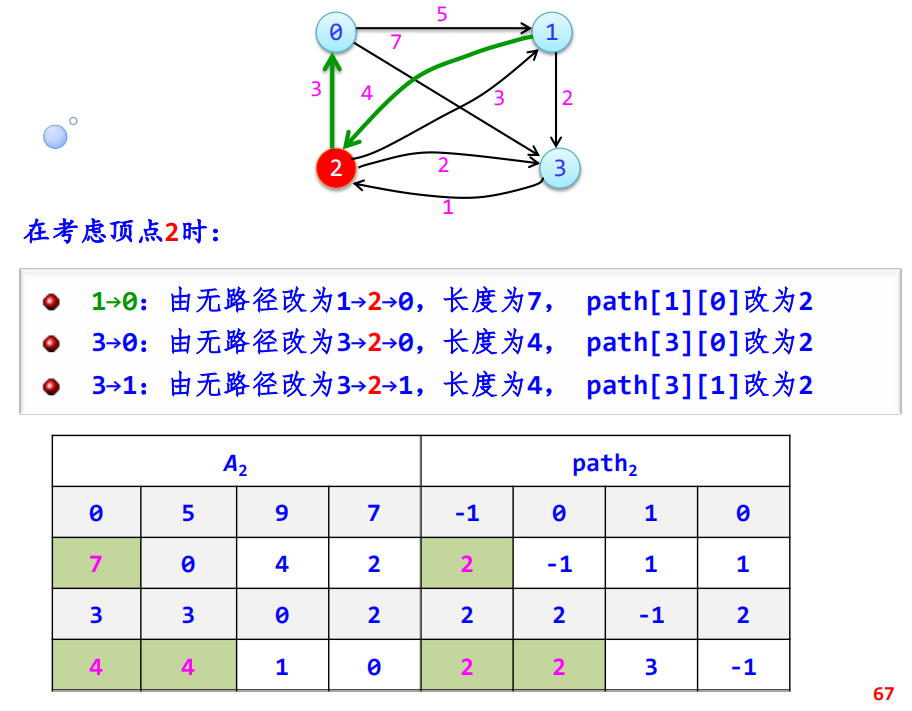 5
0
1
7
3
4
3
2
2
2
3
1
在考虑顶点2时：
1→0：由无路径改为1→2→0，长度为7， path[1][0]改为2
3→0：由无路径改为3→2→0，长度为4， path[3][0]改为2
3→1：由无路径改为3→2→1，长度为4， path[3][1]改为2
A2 path2
0 5 9 7 -1 0 1 0
7 0 4 2 2 -1 1 1
3 3 0 2 2 2 -1 2
4 4 1 0 2 2 3 -1
67